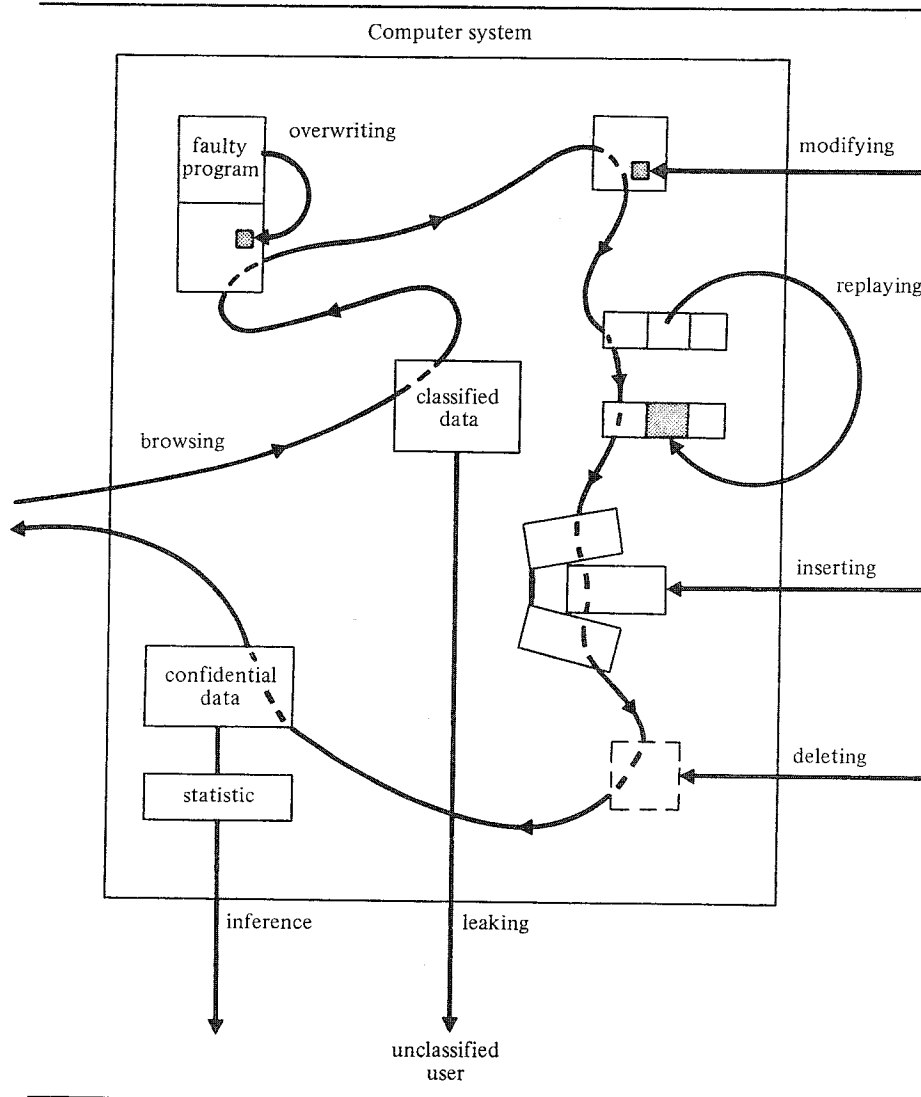 Computer system
faulty
program
overwriting
modifying
replaying
classified
data
browsing
inserting
confidential
data
deleting
statistic
inference
leaking
unclassified
user